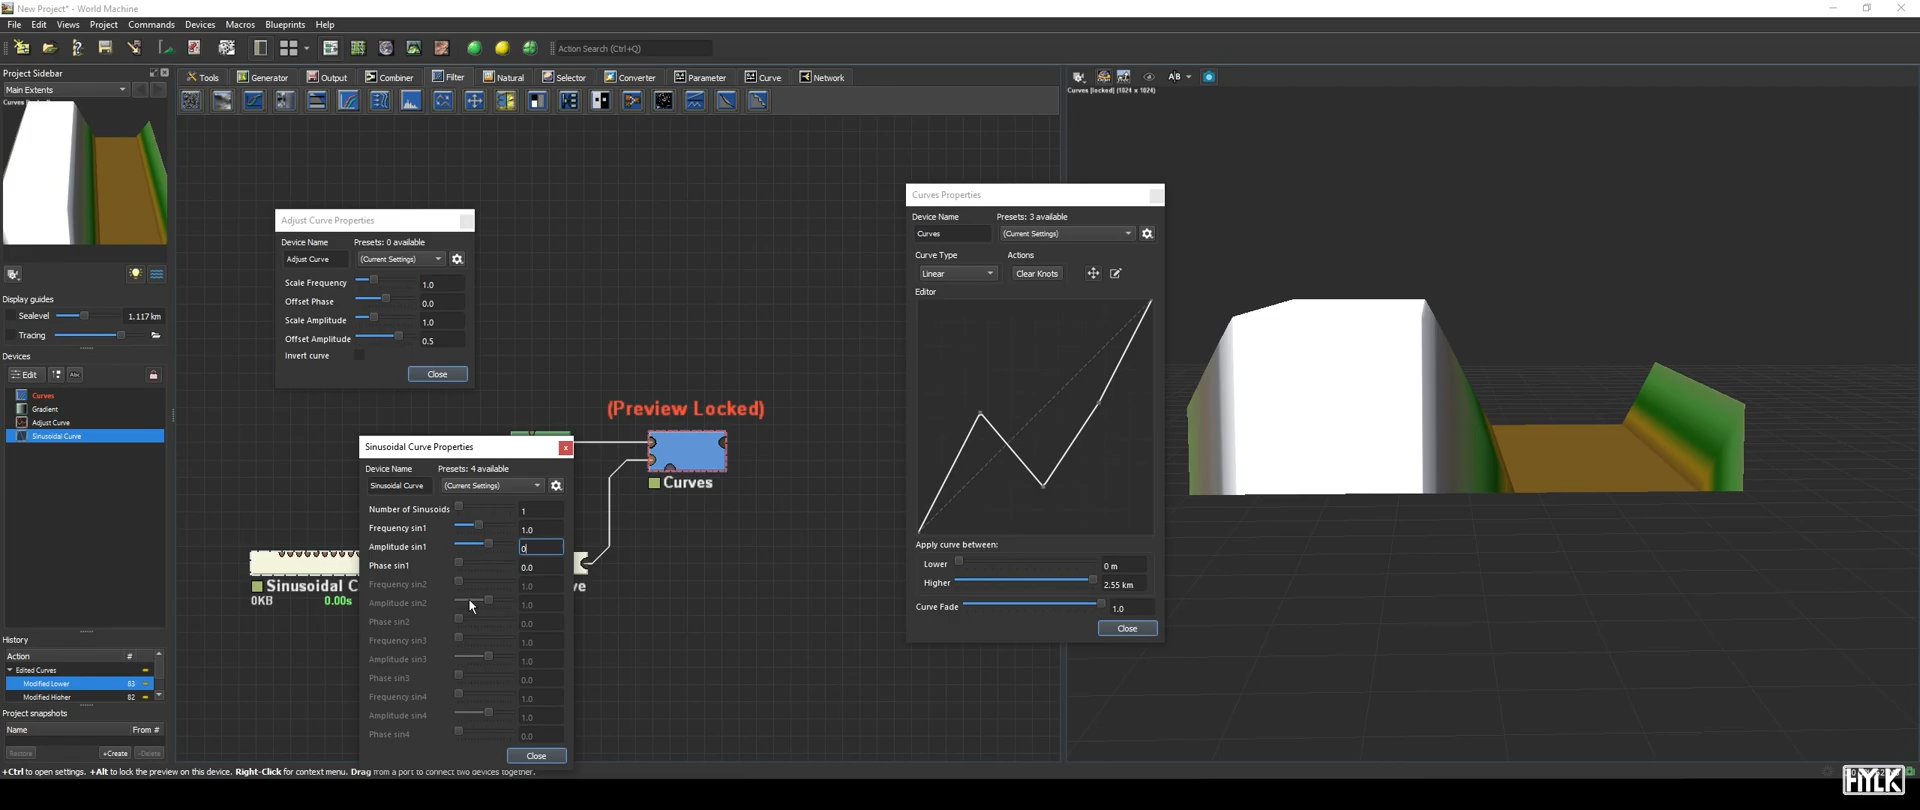 New Project* - World Machine
File Edit Views Project Commands Devices Macros Blueprints Help
Action Search (Ctrl+Q)
Project Sidebar
Main Extents
Tools Generator Output Combiner Filter Natural Selector Converter Parameter Curve Network
A|B
Curves [locked] (1024 x 1024)
Display guides
Sealevel 1.117 km
Tracing
Devices
Edit Abc
Curves
Gradient
Adjust Curve
Sinusoidal Curve
History
Action #
Edited Curves
Modified Lower 83
Modified Higher 82
Project snapshots
Name From #
Restore +Create -Delete
Adjust Curve Properties
Device Name Presets: 0 available
Adjust Curve (Current Settings)
Scale Frequency 1.0
Offset Phase 0.0
Scale Amplitude 1.0
Offset Amplitude 0.5
Invert curve
Close
(Preview Locked)
Curves
Sinusoidal C
0KB 0.00s
ve
Sinusoidal Curve Properties x
Device Name Presets: 4 available
Sinusoidal Curve (Current Settings)
Number of Sinusoids 1
Frequency sin1 1.0
Amplitude sin1 0
Phase sin1 0.0
Frequency sin2 1.0
Amplitude sin2 1.0
Phase sin2 0.0
Frequency sin3 1.0
Amplitude sin3 1.0
Phase sin3 0.0
Frequency sin4 1.0
Amplitude sin4 1.0
Phase sin4 0.0
Close
Curves Properties
Device Name Presets: 3 available
Curves (Current Settings)
Curve Type Actions
Linear Clear Knots
Editor
Apply curve between:
Lower 0 m
Higher 2.55 km
Curve Fade 1.0
Close
+Ctrl to open settings. +Alt to lock the preview on this device. Right-Click for context menu. Drag from a port to connect two devices together.
HYLK